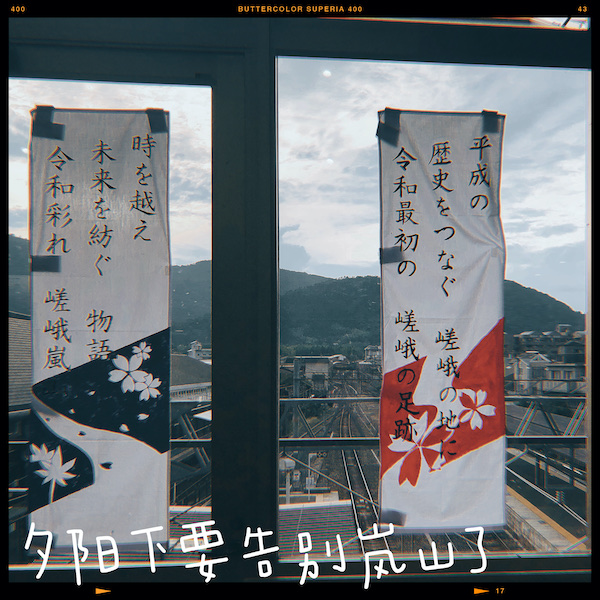 400
BUTTERCOLOR SUPERIA 400
43
時を越え
未来を紡ぐ 物語
令和彩れ 嵯峨嵐
平成の
歴史をつなぐ 嵯峨の地に
令和最初の 嵯峨の足跡
夕阳下要告别岚山了
17